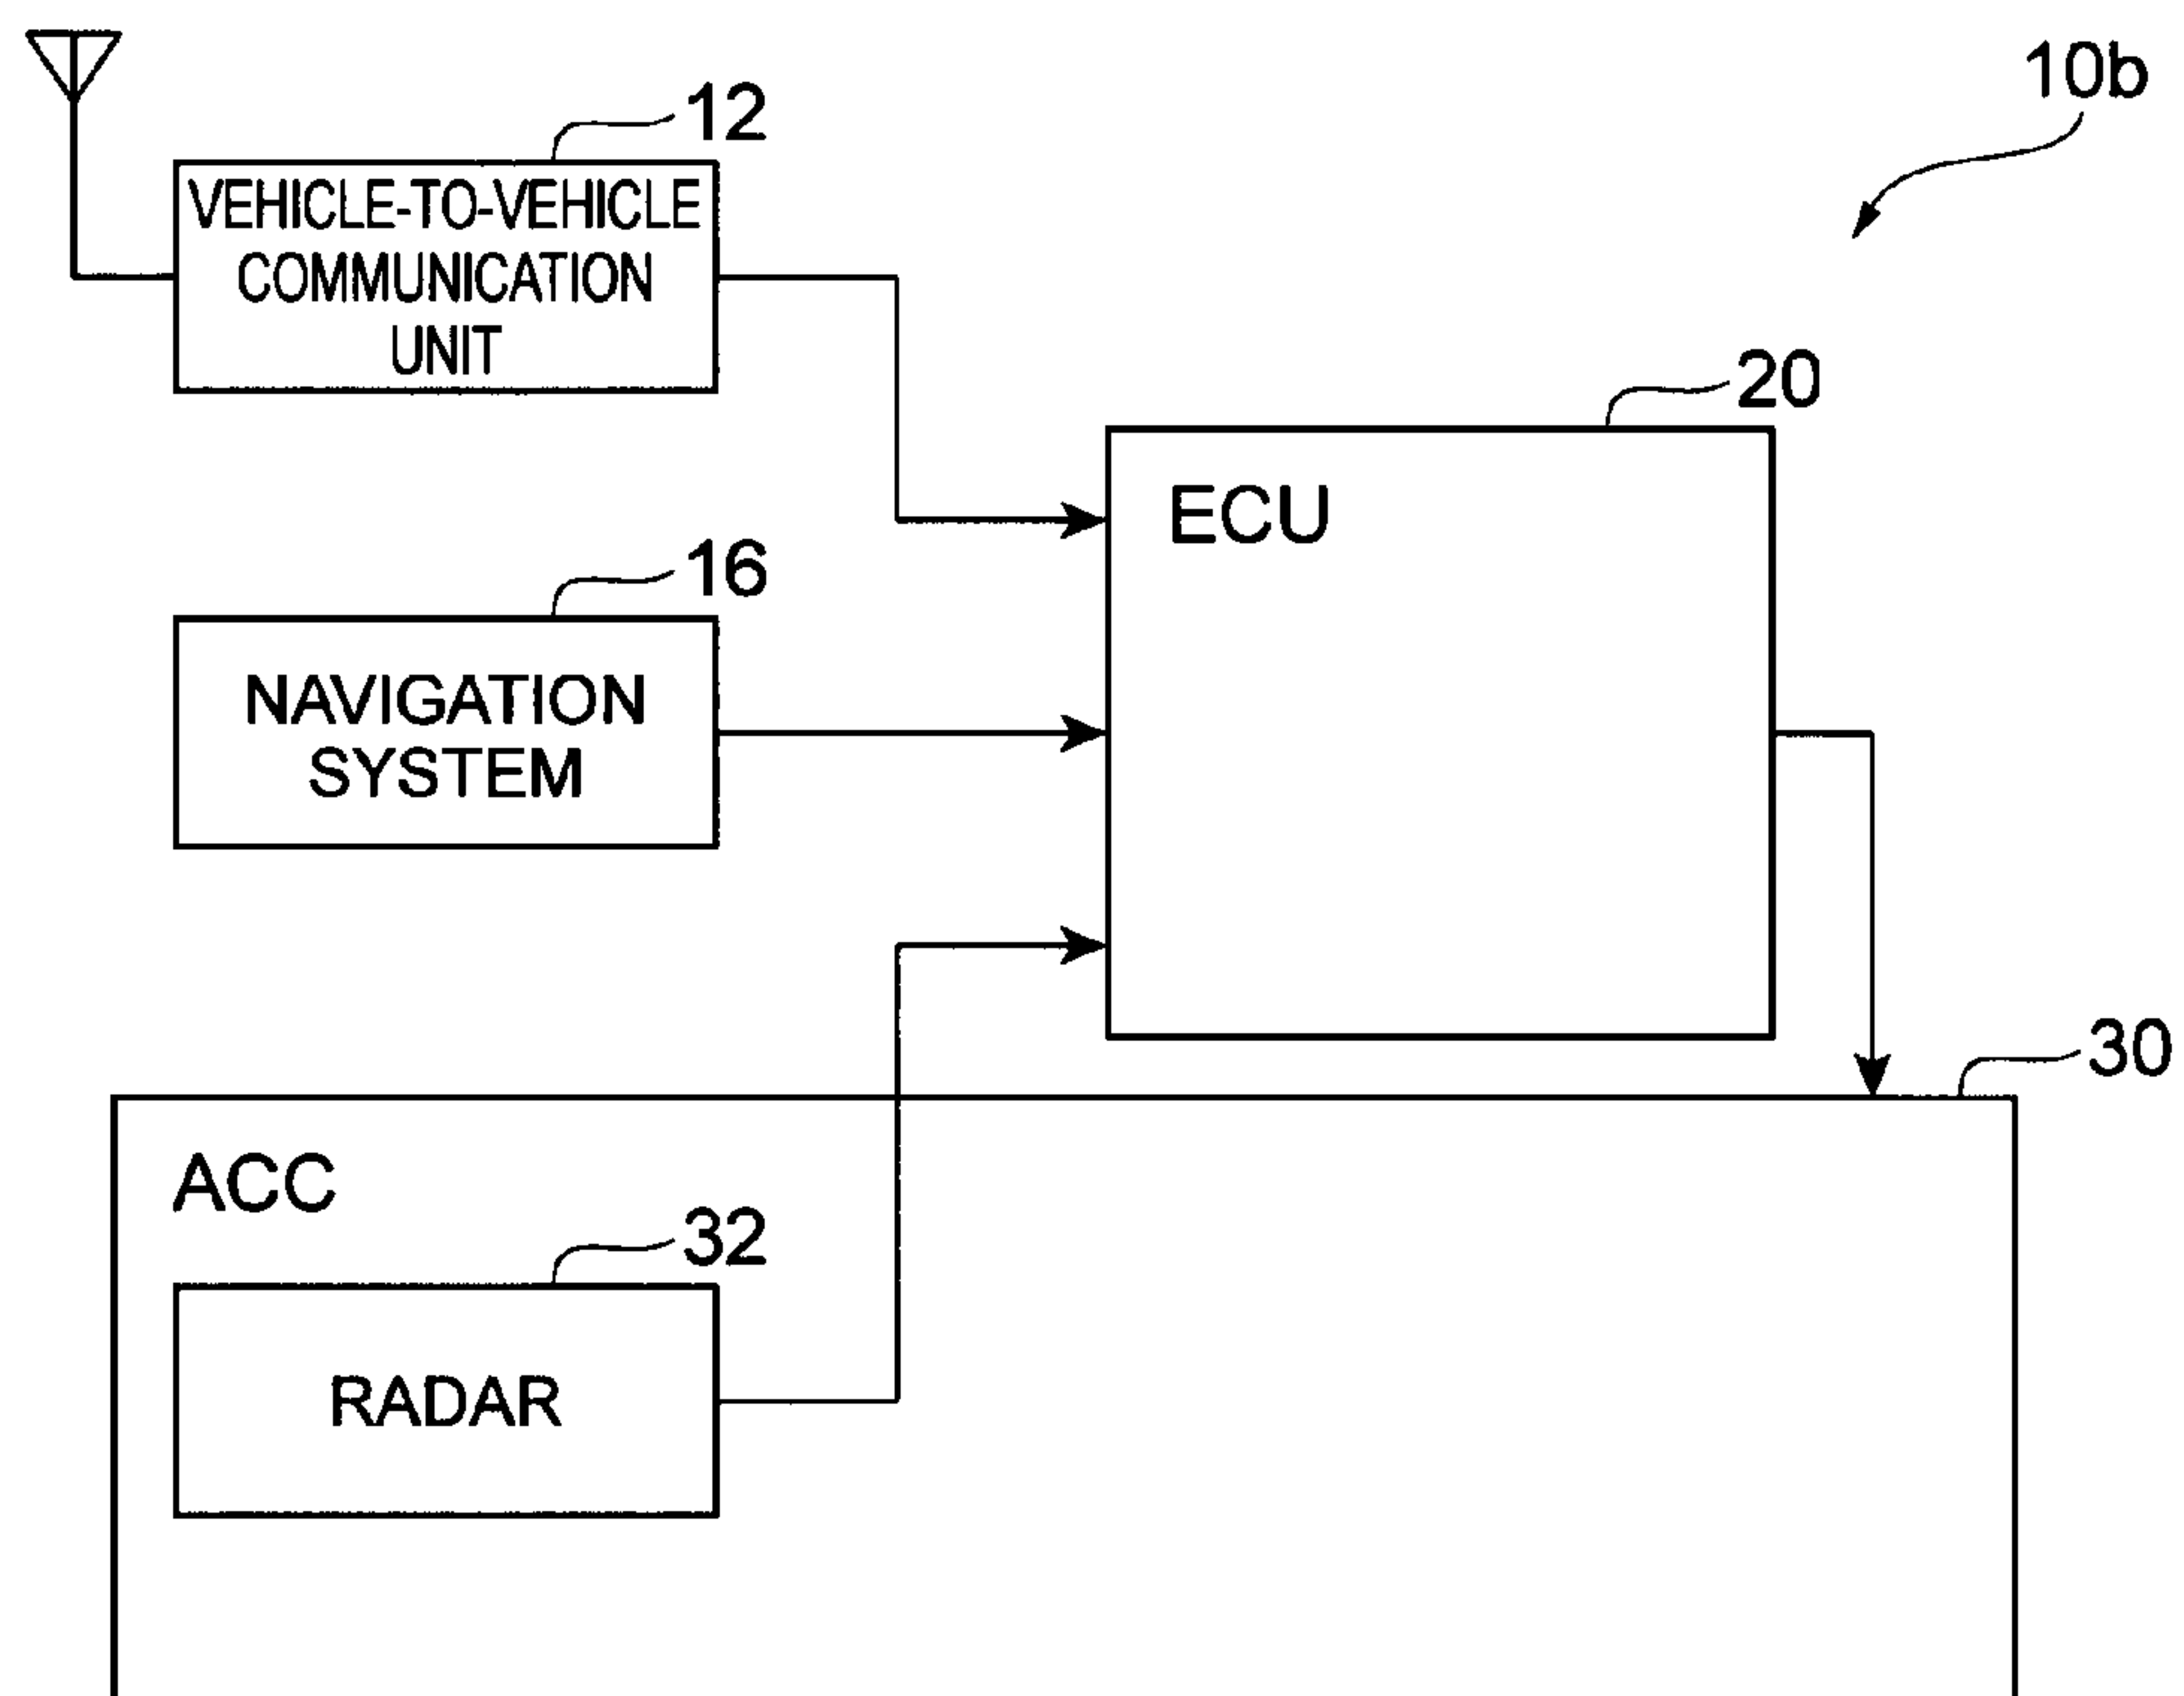 10b
12
VEHICLE-TO-VEHICLE
COMMUNICATION
UNIT
20
ECU
16
NAVIGATION
SYSTEM
30
ACC
32
RADAR